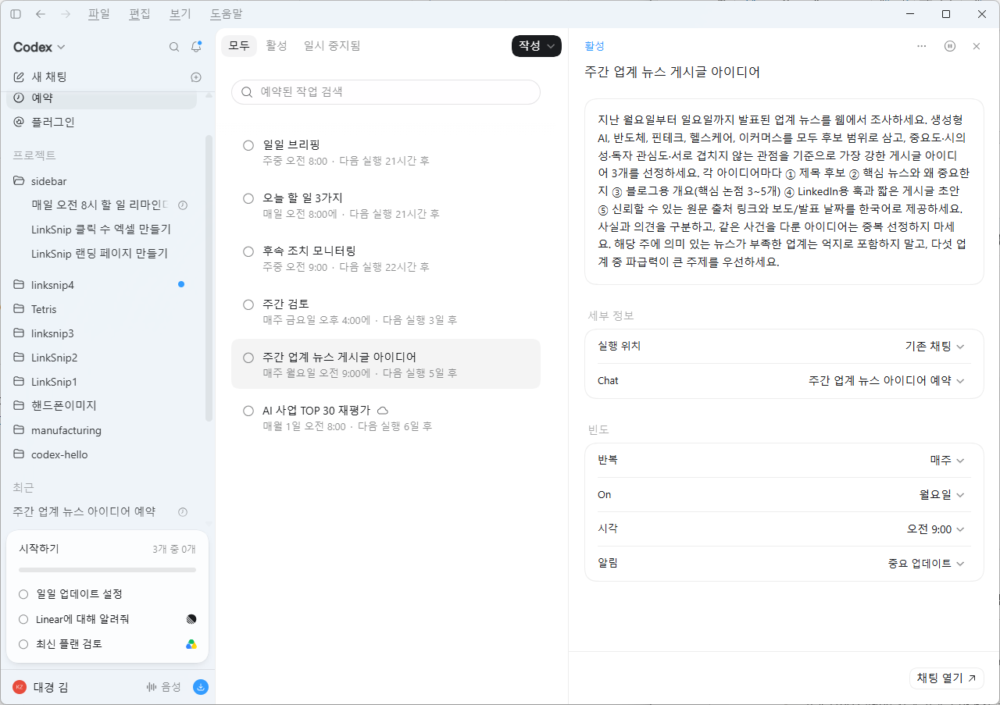 파일 편집 보기 도움말
Codex
새 채팅
예약
플러그인
프로젝트
sidebar
매일 오전 8시 할 일 리마인
LinkSnip 클릭 수 엑셀 만들기
LinkSnip 랜딩 페이지 만들기
linksnip4
Tetris
linksnip3
LinkSnip2
LinkSnip1
핸드폰이미지
manufacturing
codex-hello
최근
주간 업계 뉴스 아이디어 예약
시작하기 3개 중 0개
일일 업데이트 설정
Linear에 대해 알려줘
최신 플랜 검토
KZ 대경 김 음성
모두 활성 일시 중지됨 작성
예약된 작업 검색
일일 브리핑
주중 오전 8:00 · 다음 실행 21시간 후
오늘 할 일 3가지
매일 오전 8:00에 · 다음 실행 21시간 후
후속 조치 모니터링
주중 오전 9:00 · 다음 실행 22시간 후
주간 검토
매주 금요일 오후 4:00에 · 다음 실행 3일 후
주간 업계 뉴스 게시글 아이디어
매주 월요일 오전 9:00에 · 다음 실행 5일 후
AI 사업 TOP 30 재평가
매월 1일 오전 8:00 · 다음 실행 6일 후
활성
주간 업계 뉴스 게시글 아이디어
지난 월요일부터 일요일까지 발표된 업계 뉴스를 웹에서 조사하세요. 생성형
AI, 반도체, 핀테크, 헬스케어, 이커머스를 모두 후보 범위로 삼고, 중요도·시의
성·독자 관심도·서로 겹치지 않는 관점을 기준으로 가장 강한 게시글 아이디
어 3개를 선정하세요. 각 아이디어마다 ① 제목 후보 ② 핵심 뉴스와 왜 중요한
지 ③ 블로그용 개요(핵심 논점 3~5개) ④ LinkedIn용 훅과 짧은 게시글 초안
⑤ 신뢰할 수 있는 원문 출처 링크와 보도/발표 날짜를 한국어로 제공하세요.
사실과 의견을 구분하고, 같은 사건을 다룬 아이디어는 중복 선정하지 마세
요. 해당 주에 의미 있는 뉴스가 부족한 업계는 억지로 포함하지 말고, 다섯 업
계 중 파급력이 큰 주제를 우선하세요.
세부 정보
실행 위치 기존 채팅
Chat 주간 업계 뉴스 아이디어 예약
빈도
반복 매주
On 월요일
시각 오전 9:00
알림 중요 업데이트
채팅 열기